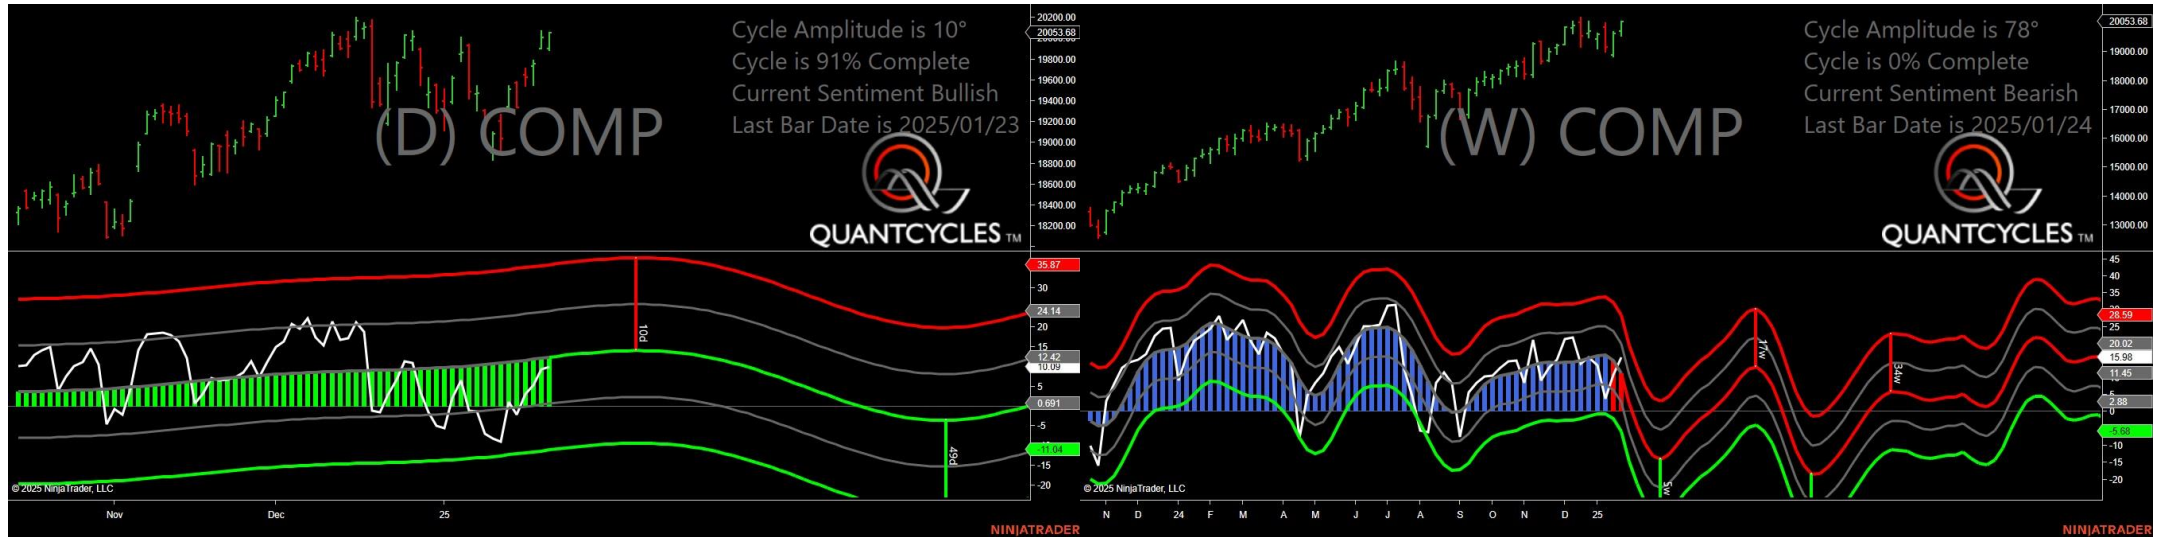 Cycle Amplitude is 10°
Cycle is 91% Complete
Current Sentiment Bullish
Last Bar Date is 2025/01/23
(D) COMP
QUANTCYCLES TM
20200.00
20053.68
19800.00
19600.00
19400.00
19200.00
19000.00
18800.00
18600.00
18400.00
18200.00
35.87
30
24.14
20
15
12.42
10.09
5
0.691
-5
-11.04
-15
-20
10d
49d
© 2025 NinjaTrader, LLC
Nov
Dec
25
NINJATRADER
Cycle Amplitude is 78°
Cycle is 0% Complete
Current Sentiment Bearish
Last Bar Date is 2025/01/24
(W) COMP
QUANTCYCLES TM
20053.68
19000.00
18000.00
17000.00
16000.00
15000.00
14000.00
13000.00
45
40
35
28.59
25
20.02
15.98
11.45
2.88
0
-5.68
-10
-15
-20
17w
34w
5w
© 2025 NinjaTrader, LLC
N
D
24
F
M
A
M
J
J
A
S
O
N
D
25
NINJATRADER